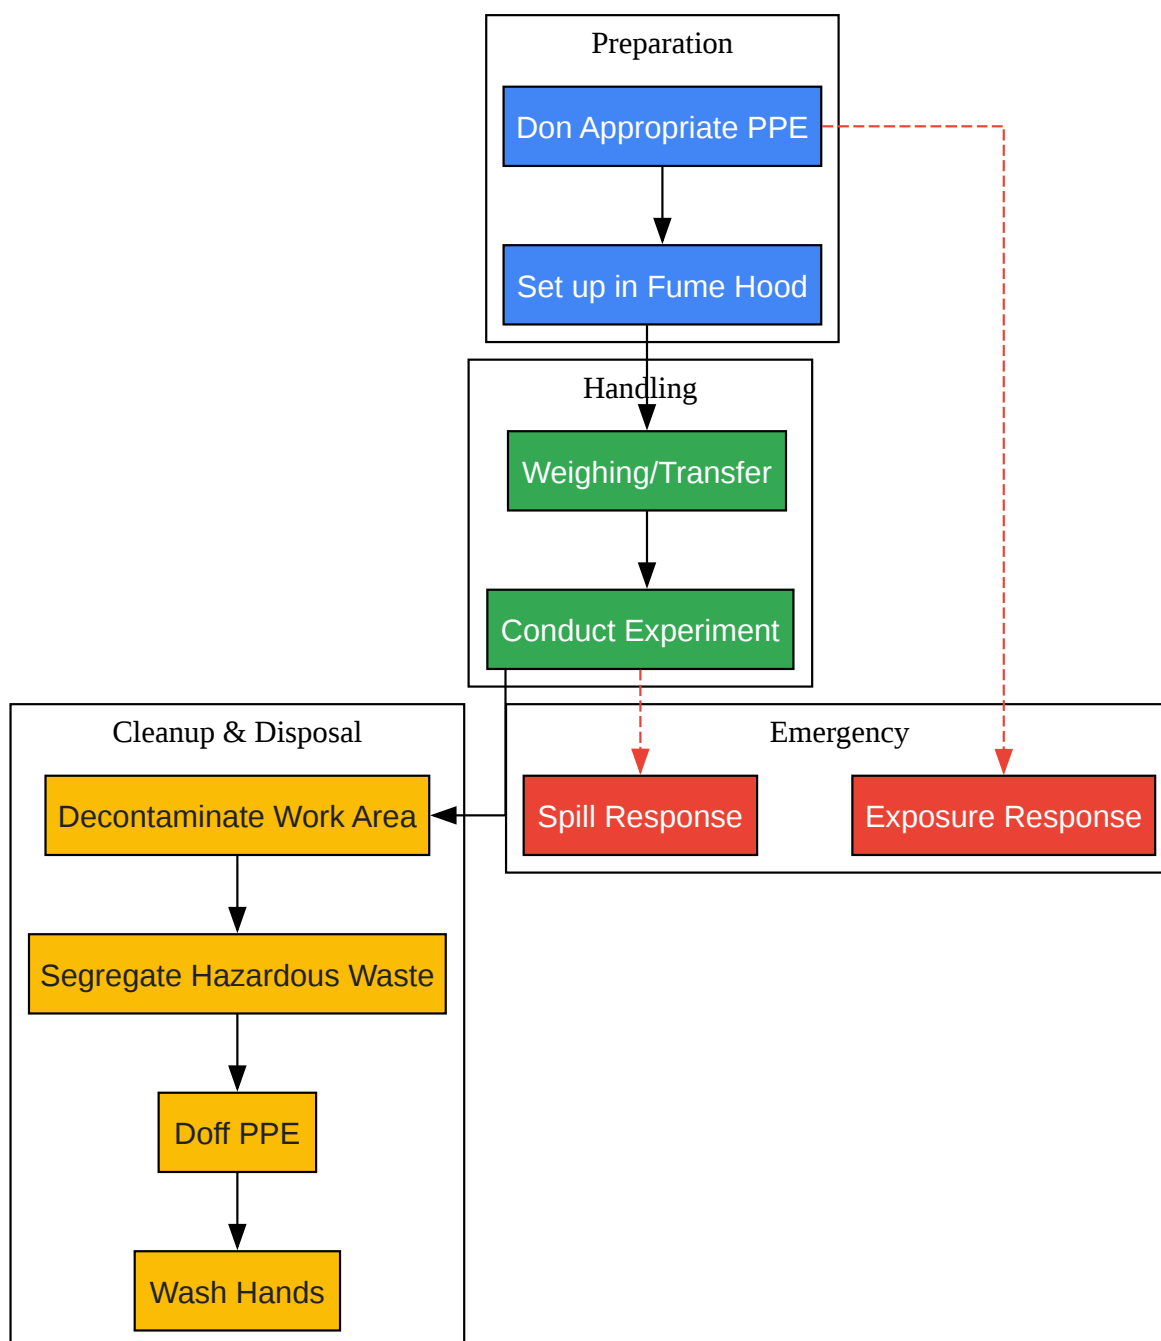 Preparation
Don Appropriate PPE
Set up in Fume Hood
Handling
Weighing/Transfer
Conduct Experiment
Cleanup & Disposal
Decontaminate Work Area
Segregate Hazardous Waste
Doff PPE
Wash Hands
Emergency
Spill Response
Exposure Response